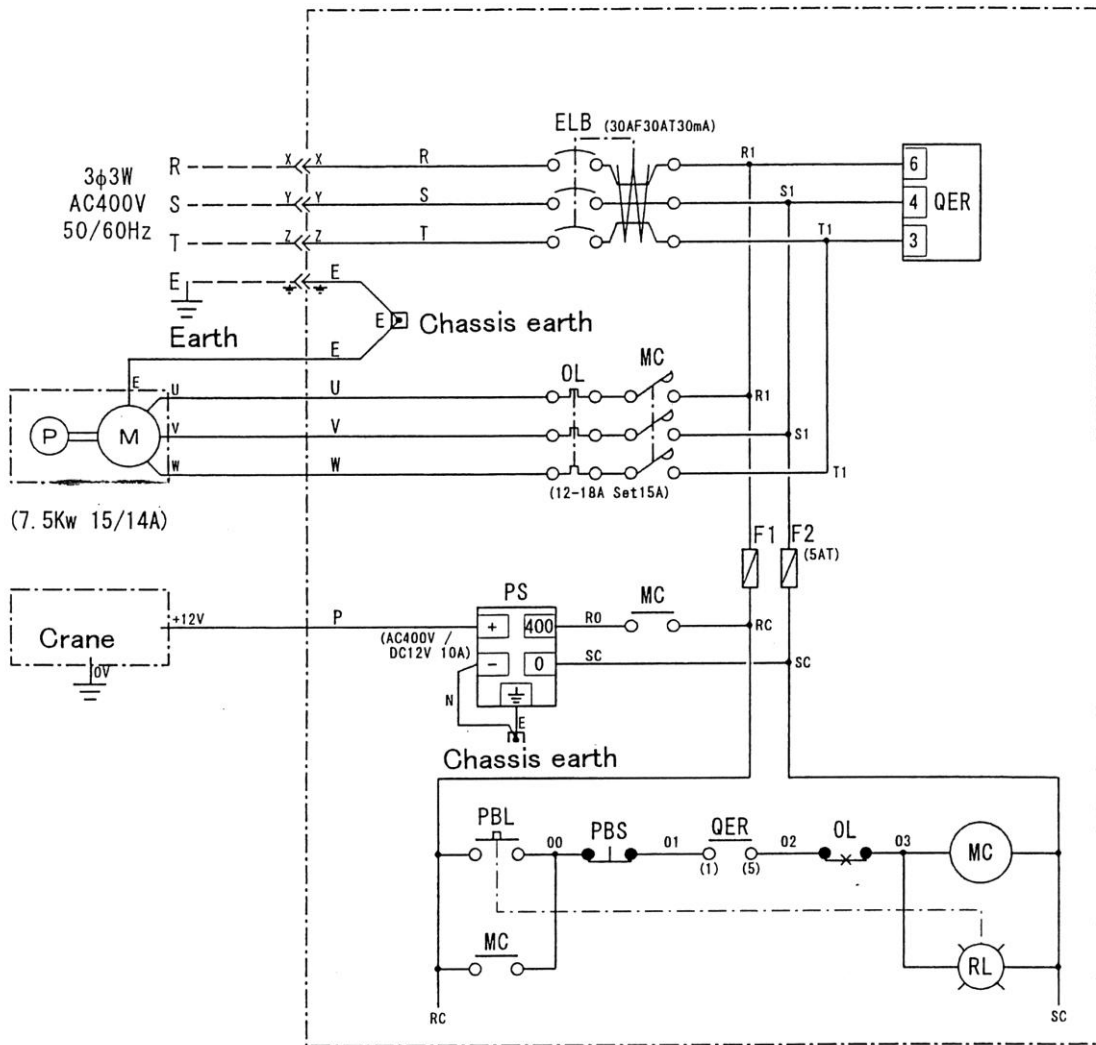 ELB (30AF30AT30mA)
3φ3W
AC400V
50/60Hz
R X X R R1 6
S Y Y S S1 4 QER
T Z Z T T1 3
E E
E Chassis earth
Earth
E
E
OL MC
U U R1
P M V V S1
W W T1
(12-18A Set15A)
(7.5Kw 15/14A)
F1 F2
(5AT)
PS MC
Crane +12V P + 400 R0 RC
(AC400V / DC12V 10A)
- 0 SC SC
0V
N
E
Chassis earth
PBL 00 PBS 01 QER 02 OL 03 MC
(1) (5)
MC
RL
RC SC